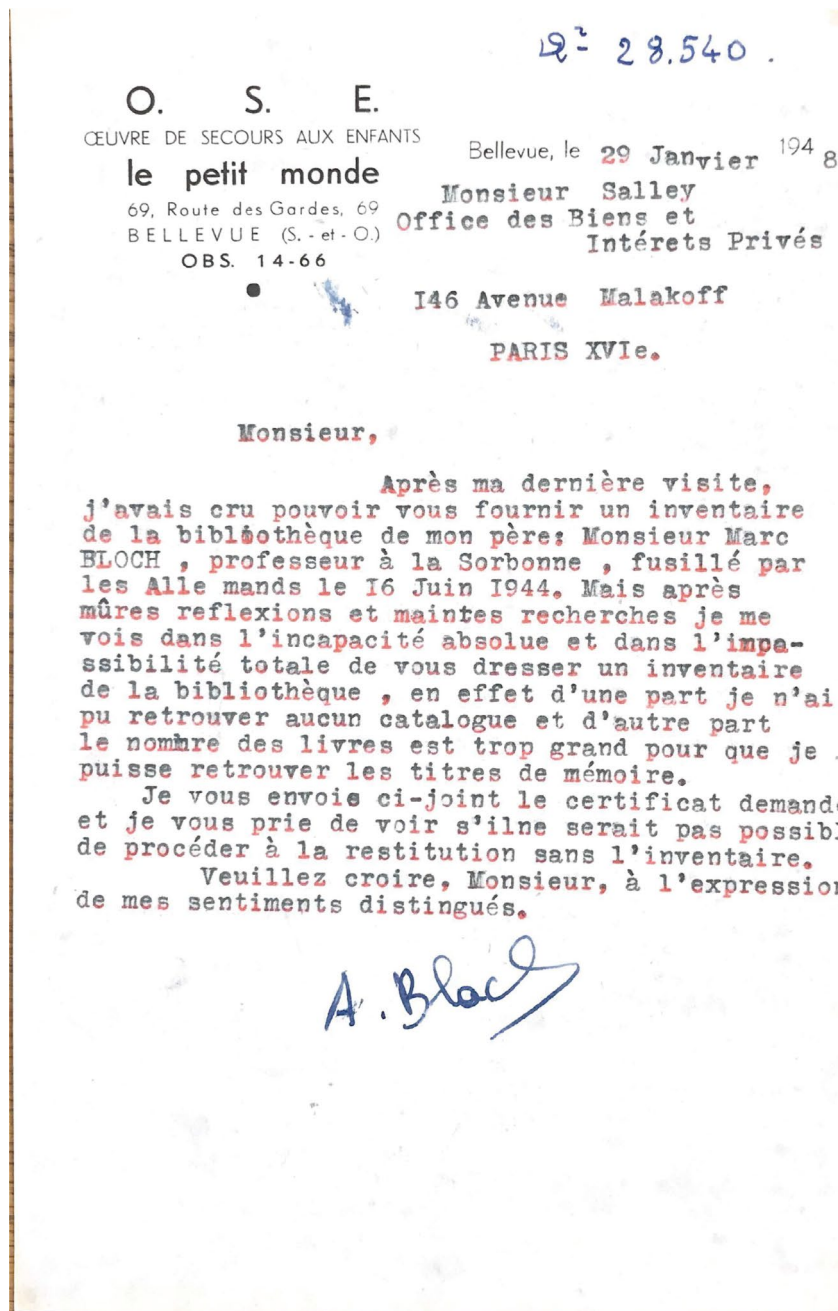 28.540.
O. S. E.
ŒUVRE DE SECOURS AUX ENFANTS
le petit monde
69, Route des Gardes, 69
BELLEVUE (S.-et-O.)
OBS. 14-66
Bellevue, le 29 Janvier 1948
Monsieur Salley
Office des Biens et
Intérets Privés
I46 Avenue Malakoff
PARIS XVIe.
Monsieur,
Après ma dernière visite,
j'avais cru pouvoir vous fournir un inventaire
de la bibliothèque de mon père: Monsieur Marc
BLOCH , professeur à la Sorbonne , fusillé par
les Alle mands le I6 Juin I944. Mais après
mûres reflexions et maintes recherches je me
vois dans l'incapacité absolue et dans l'impa-
ssibilité totale de vous dresser un inventaire
de la bibliothèque , en effet d'une part je n'ai
pu retrouver aucun catalogue et d'autre part
le nombre des livres est trop grand pour que je
puisse retrouver les titres de mémoire.
Je vous envois ci-joint le certificat demandé
et je vous prie de voir s'ilne serait pas possibl
de procéder à la restitution sans l'inventaire.
Veuillez croire, Monsieur, à l'expression
de mes sentiments distingués.
A. Bloch